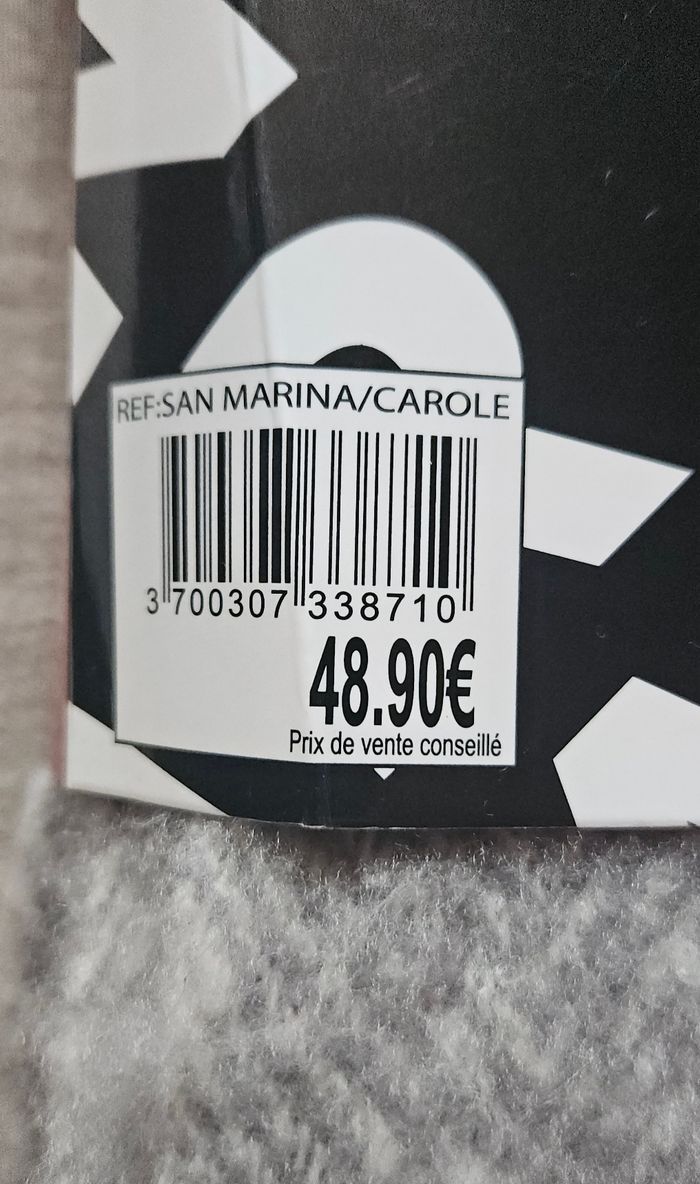 REF:SAN MARINA/CAROLE
3 700307 338710
48.90€
Prix de vente conseillé